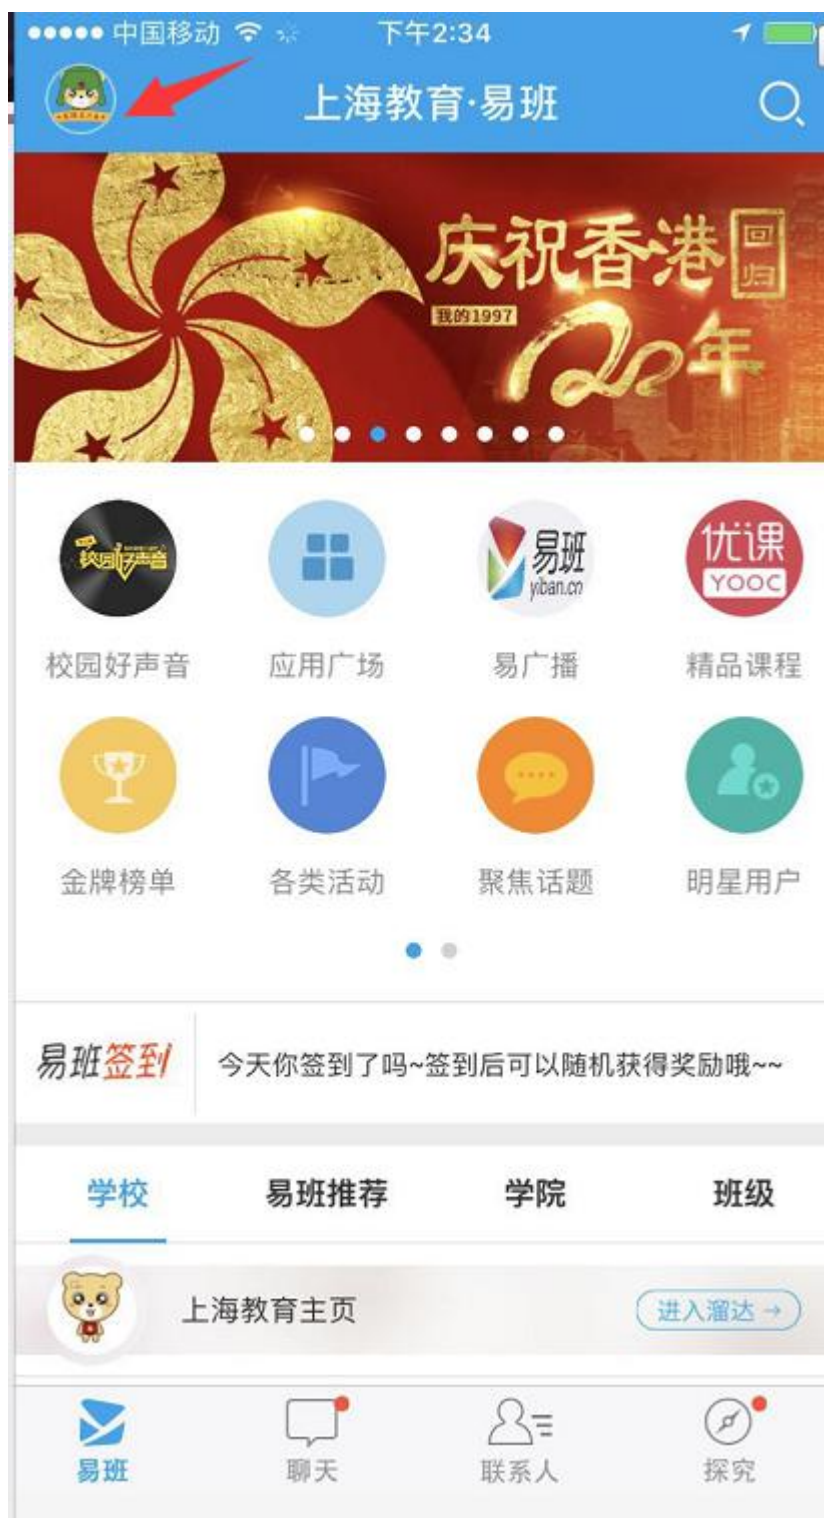 中国移动 下午2:34
上海教育·易班
庆祝香港回归
我的1997
20年
校园好声音
易班
yiban.cn
优课
YOOC
校园好声音 应用广场 易广播 精品课程
金牌榜单 各类活动 聚焦话题 明星用户
易班签到 今天你签到了吗~签到后可以随机获得奖励哦~~
学校 易班推荐 学院 班级
上海教育主页 进入溜达→
易班 聊天 联系人 探究